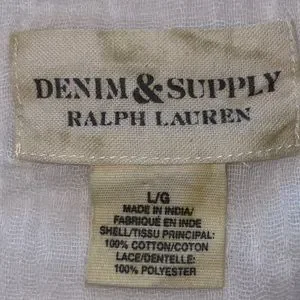 DENIM & SUPPLY
RALPH LAUREN
L/G
MADE IN INDIA/
FABRIQUÉ EN INDE
SHELL/TISSU PRINCIPAL:
100% COTTON/COTON
LACE/DENTELLE:
100% POLYESTER